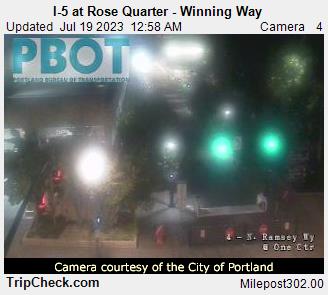 I-5 at Rose Quarter - Winning Way
Updated Jul 19 2023 12:58 AM Camera 4
PBOT
PORTLAND BUREAU OF TRANSPORTATION
4 - N. Ramsey Wy
@ One Ctr
Camera courtesy of the City of Portland
TripCheck.com Milepost302.00